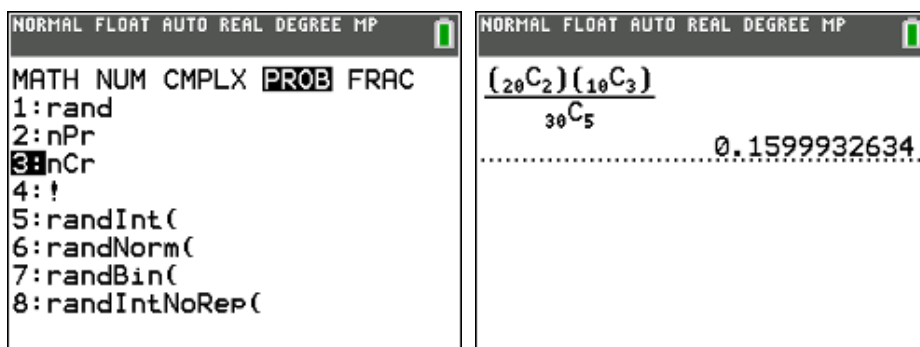 NORMAL FLOAT AUTO REAL DEGREE MP
MATH NUM CMPLX PROB FRAC
1:rand
2:nPr
3:nCr
4:!
5:randInt(
6:randNorm(
7:randBin(
8:randIntNoRep(
NORMAL FLOAT AUTO REAL DEGREE MP
(₂₀C₂)(₁₀C₃)
₃₀C₅
0.1599932634